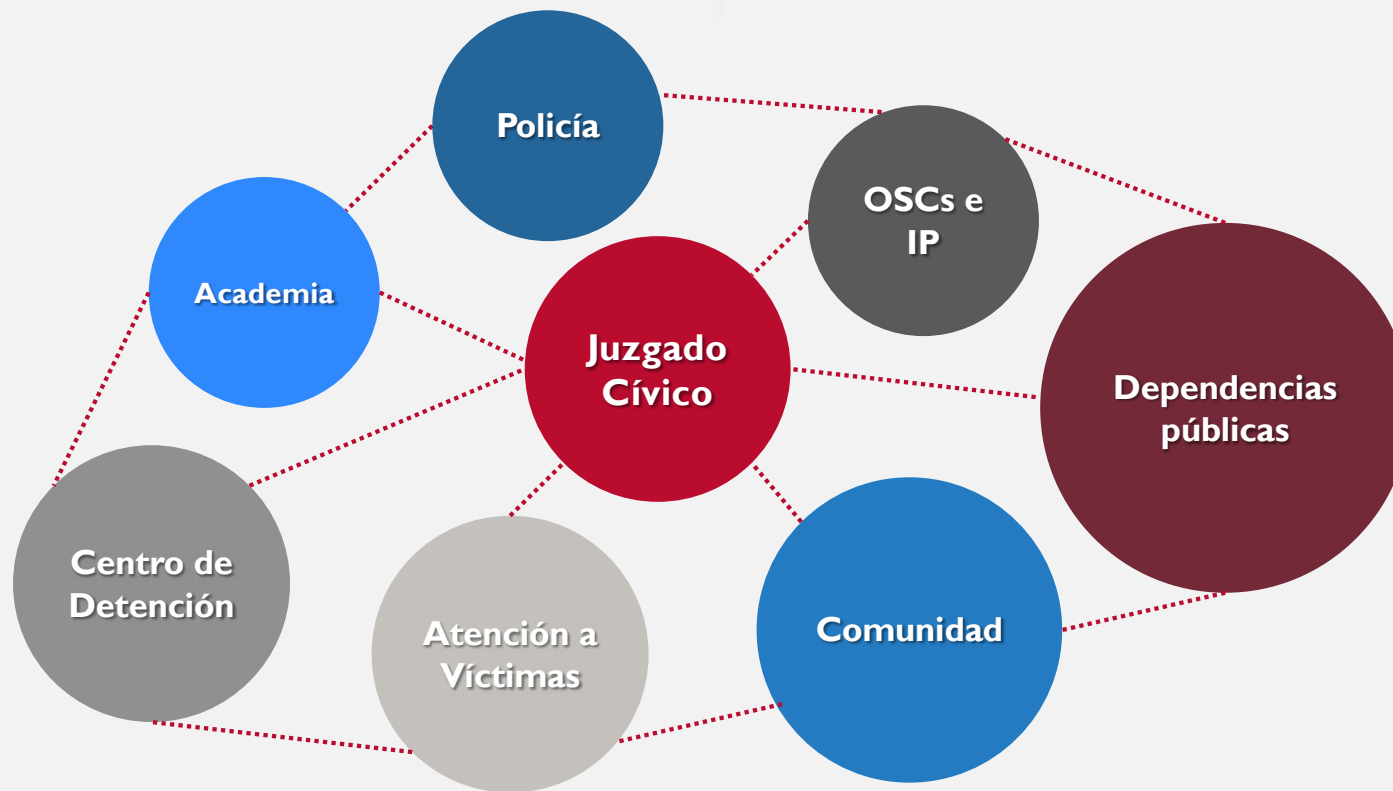 Policía
OSCs e
IP
Academia
Juzgado
Cívico
Dependencias
públicas
Centro de
Detención
Atención a
Víctimas
Comunidad